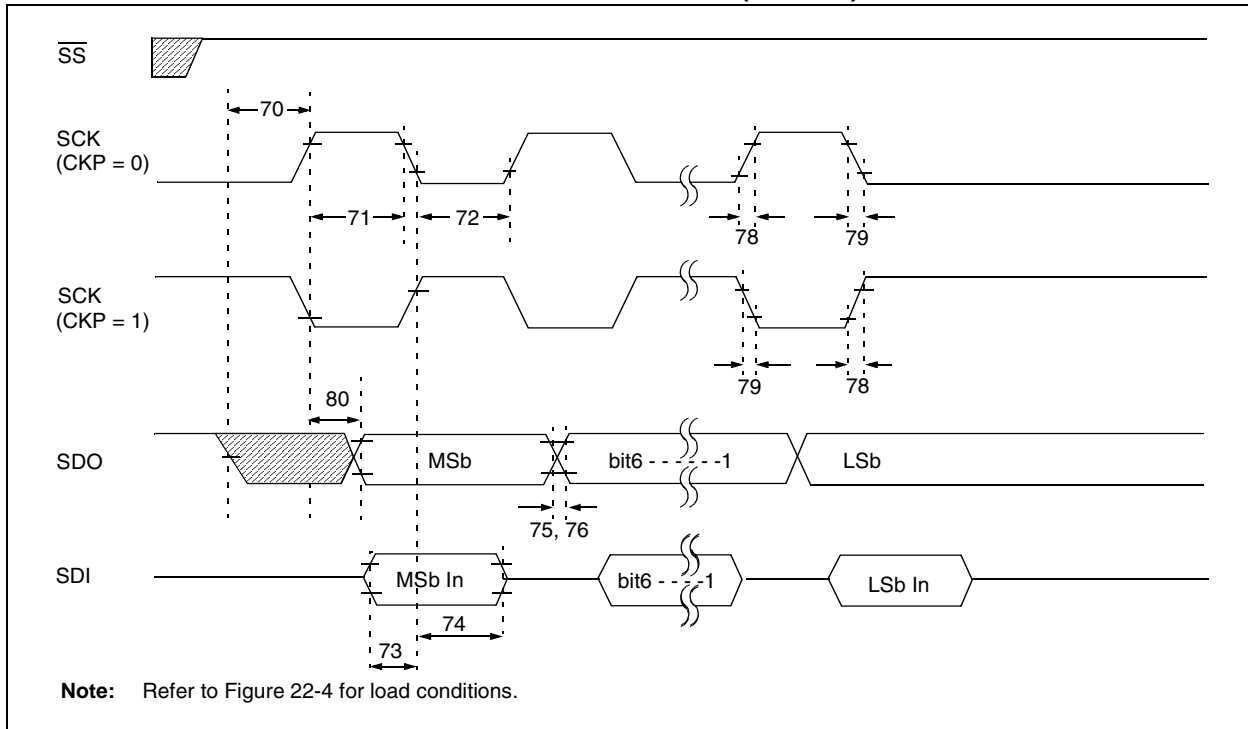 SS
70
SCK
(CKP = 0)
71
72
78
79
SCK
(CKP = 1)
79
78
80
SDO
MSb
bit6 - - - - - -1
LSb
75, 76
SDI
MSb In
bit6 - - - -1
LSb In
74
73
Note: Refer to Figure 22-4 for load conditions.